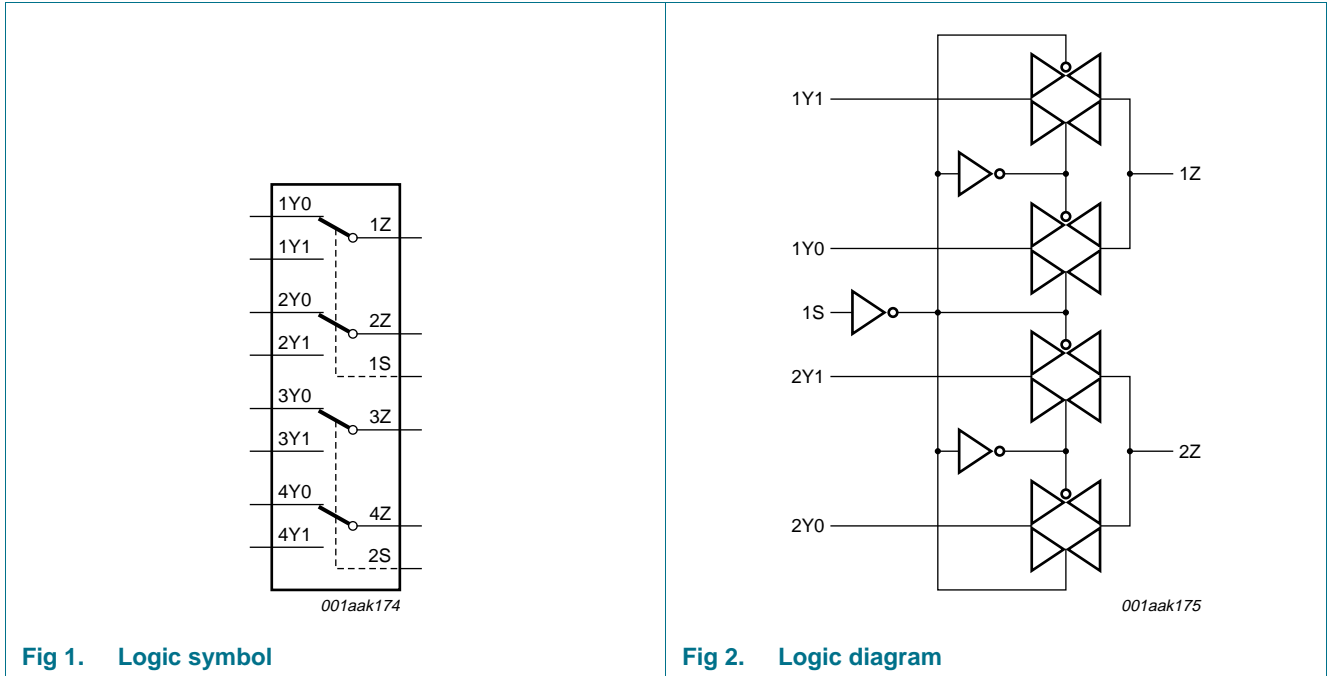 1Y0
1Z
1Y1
2Y0
2Z
2Y1
1S
3Y0
3Z
3Y1
4Y0
4Z
4Y1
2S
001aak174
Fig 1. Logic symbol
1Y1
1Z
1Y0
1S
2Y1
2Z
2Y0
001aak175
Fig 2. Logic diagram